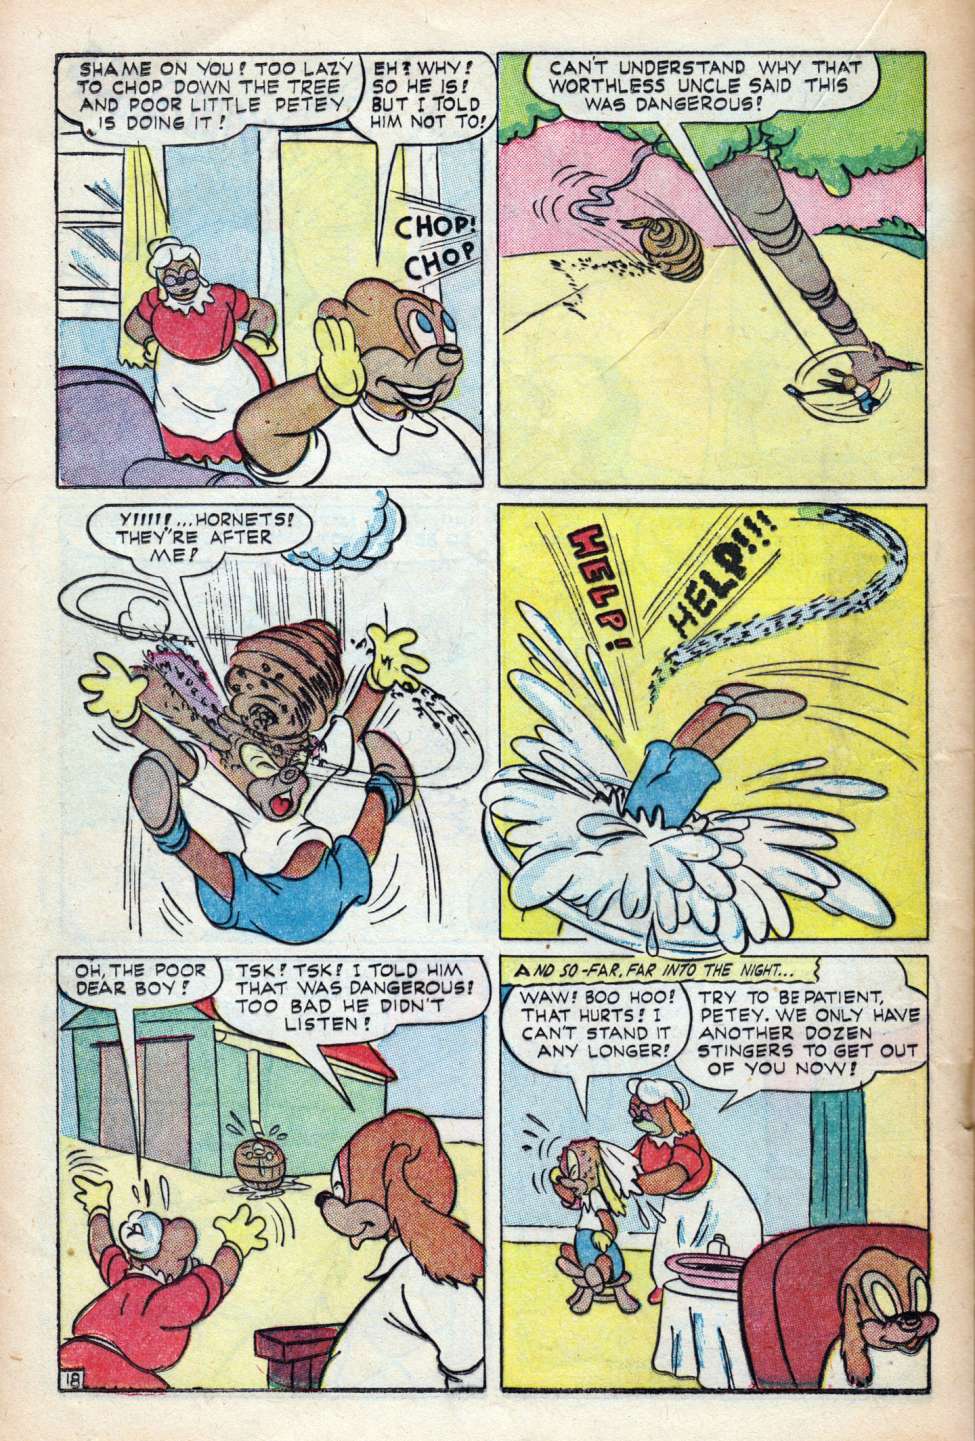 SHAME ON YOU! TOO LAZY
TO CHOP DOWN THE TREE
AND POOR LITTLE PETEY
IS DOING IT!
EH? WHY!
SO HE IS!
BUT I TOLD
HIM NOT TO!
CHOP!
CHOP
CAN'T UNDERSTAND WHY THAT
WORTHLESS UNCLE SAID THIS
WAS DANGEROUS!
YIIIII!...HORNETS!
THEY'RE AFTER
ME!
HELP!
HELP!!!
OH, THE POOR
DEAR BOY!
TSK! TSK! I TOLD HIM
THAT WAS DANGEROUS!
TOO BAD HE DIDN'T
LISTEN!
18
AND SO-FAR, FAR INTO THE NIGHT...
WAW! BOO HOO!
THAT HURTS! I
CAN'T STAND IT
ANY LONGER!
TRY TO BE PATIENT,
PETEY. WE ONLY HAVE
ANOTHER DOZEN
STINGERS TO GET OUT
OF YOU NOW!